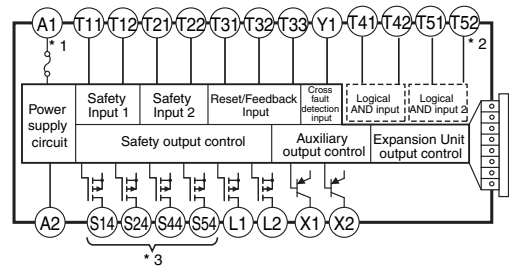 A1 T11 T12 T21 T22 T31 T32 T33 Y1 T41 T42 T51 T52
* 1
* 2
Power
supply
circuit
Safety
Input 1
Safety
Input 2
Reset/Feedback
Input
Cross
fault
detection
input
Logical
AND input
Logical
AND input 2
Safety output control
Auxiliary
output control
Expansion Unit
output control
A2 S14 S24 S44 S54 L1 L2 X1 X2
* 3